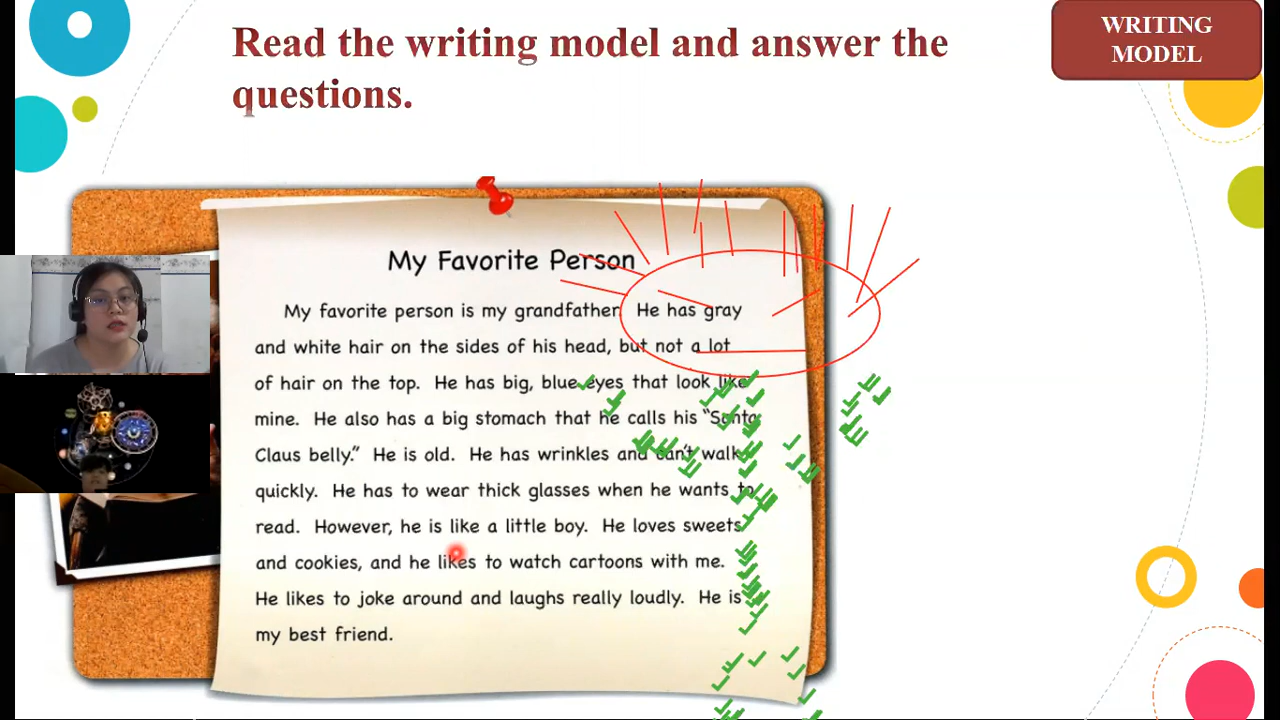 Read the writing model and answer the
questions.
WRITING
MODEL
My Favorite Person
My favorite person is my grandfather. He has gray
and white hair on the sides of his head, but not a lot
of hair on the top. He has big, blue eyes that look like
mine. He also has a big stomach that he calls his “Santa
Claus belly.” He is old. He has wrinkles and can't walk
quickly. He has to wear thick glasses when he wants to
read. However, he is like a little boy. He loves sweets
and cookies, and he likes to watch cartoons with me.
He likes to joke around and laughs really loudly. He is
my best friend.